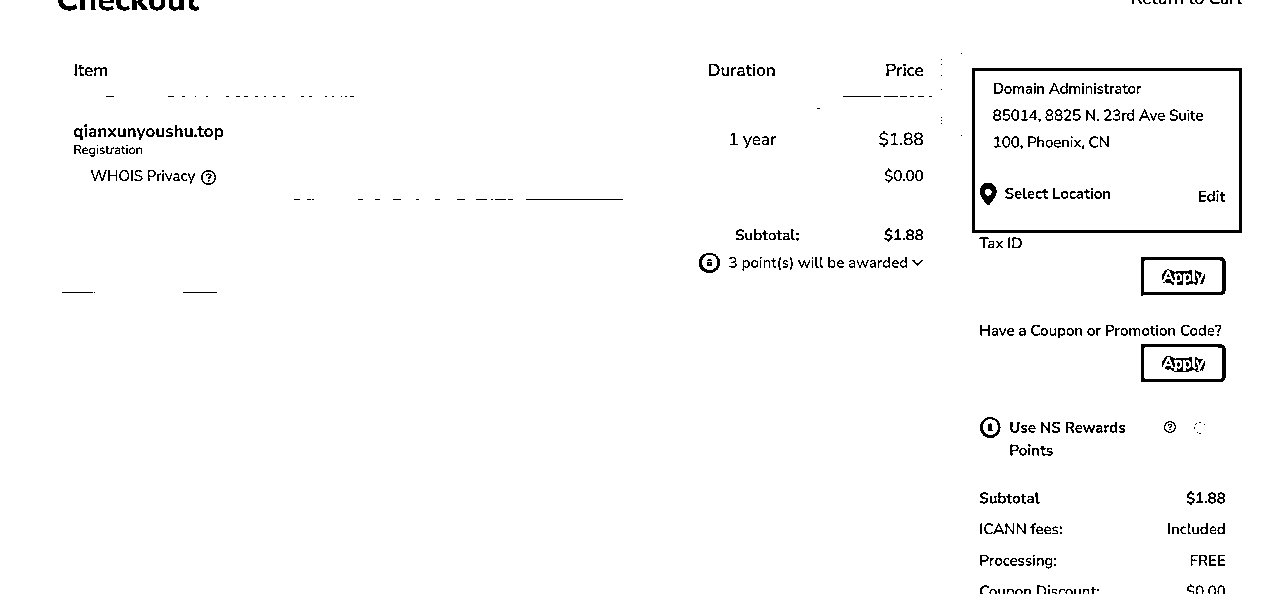 Checkout
Return to Cart
Item
Duration
Price
qianxunyoushu.top
Registration
1 year
$1.88
WHOIS Privacy
$0.00
Subtotal:
$1.88
3 point(s) will be awarded
Domain Administrator
85014, 8825 N. 23rd Ave Suite
100, Phoenix, CN
Select Location
Edit
Tax ID
Apply
Have a Coupon or Promotion Code?
Apply
Use NS Rewards
Points
Subtotal
$1.88
ICANN fees:
Included
Processing:
FREE
Coupon Discount:
$0.00